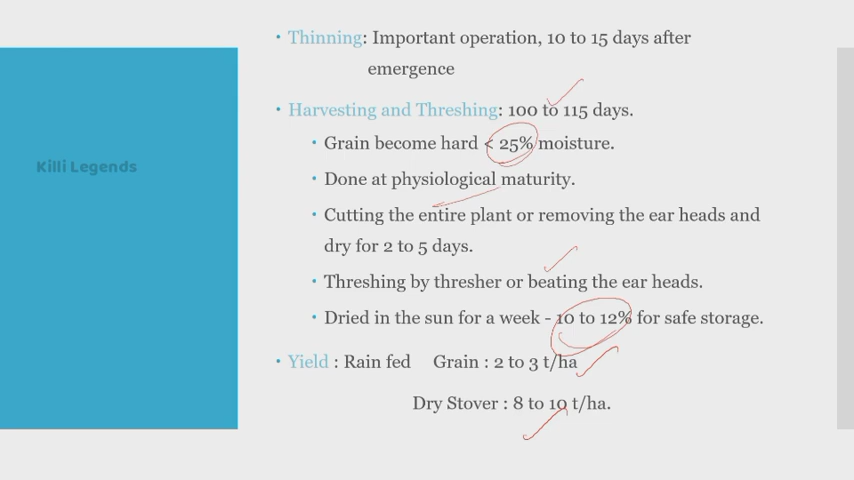 Killi Legends
• Thinning: Important operation, 10 to 15 days after
emergence
• Harvesting and Threshing: 100 to 115 days.
• Grain become hard < 25% moisture.
• Done at physiological maturity.
• Cutting the entire plant or removing the ear heads and
dry for 2 to 5 days.
• Threshing by thresher or beating the ear heads.
• Dried in the sun for a week - 10 to 12% for safe storage.
• Yield : Rain fed Grain : 2 to 3 t/ha
Dry Stover : 8 to 10 t/ha.